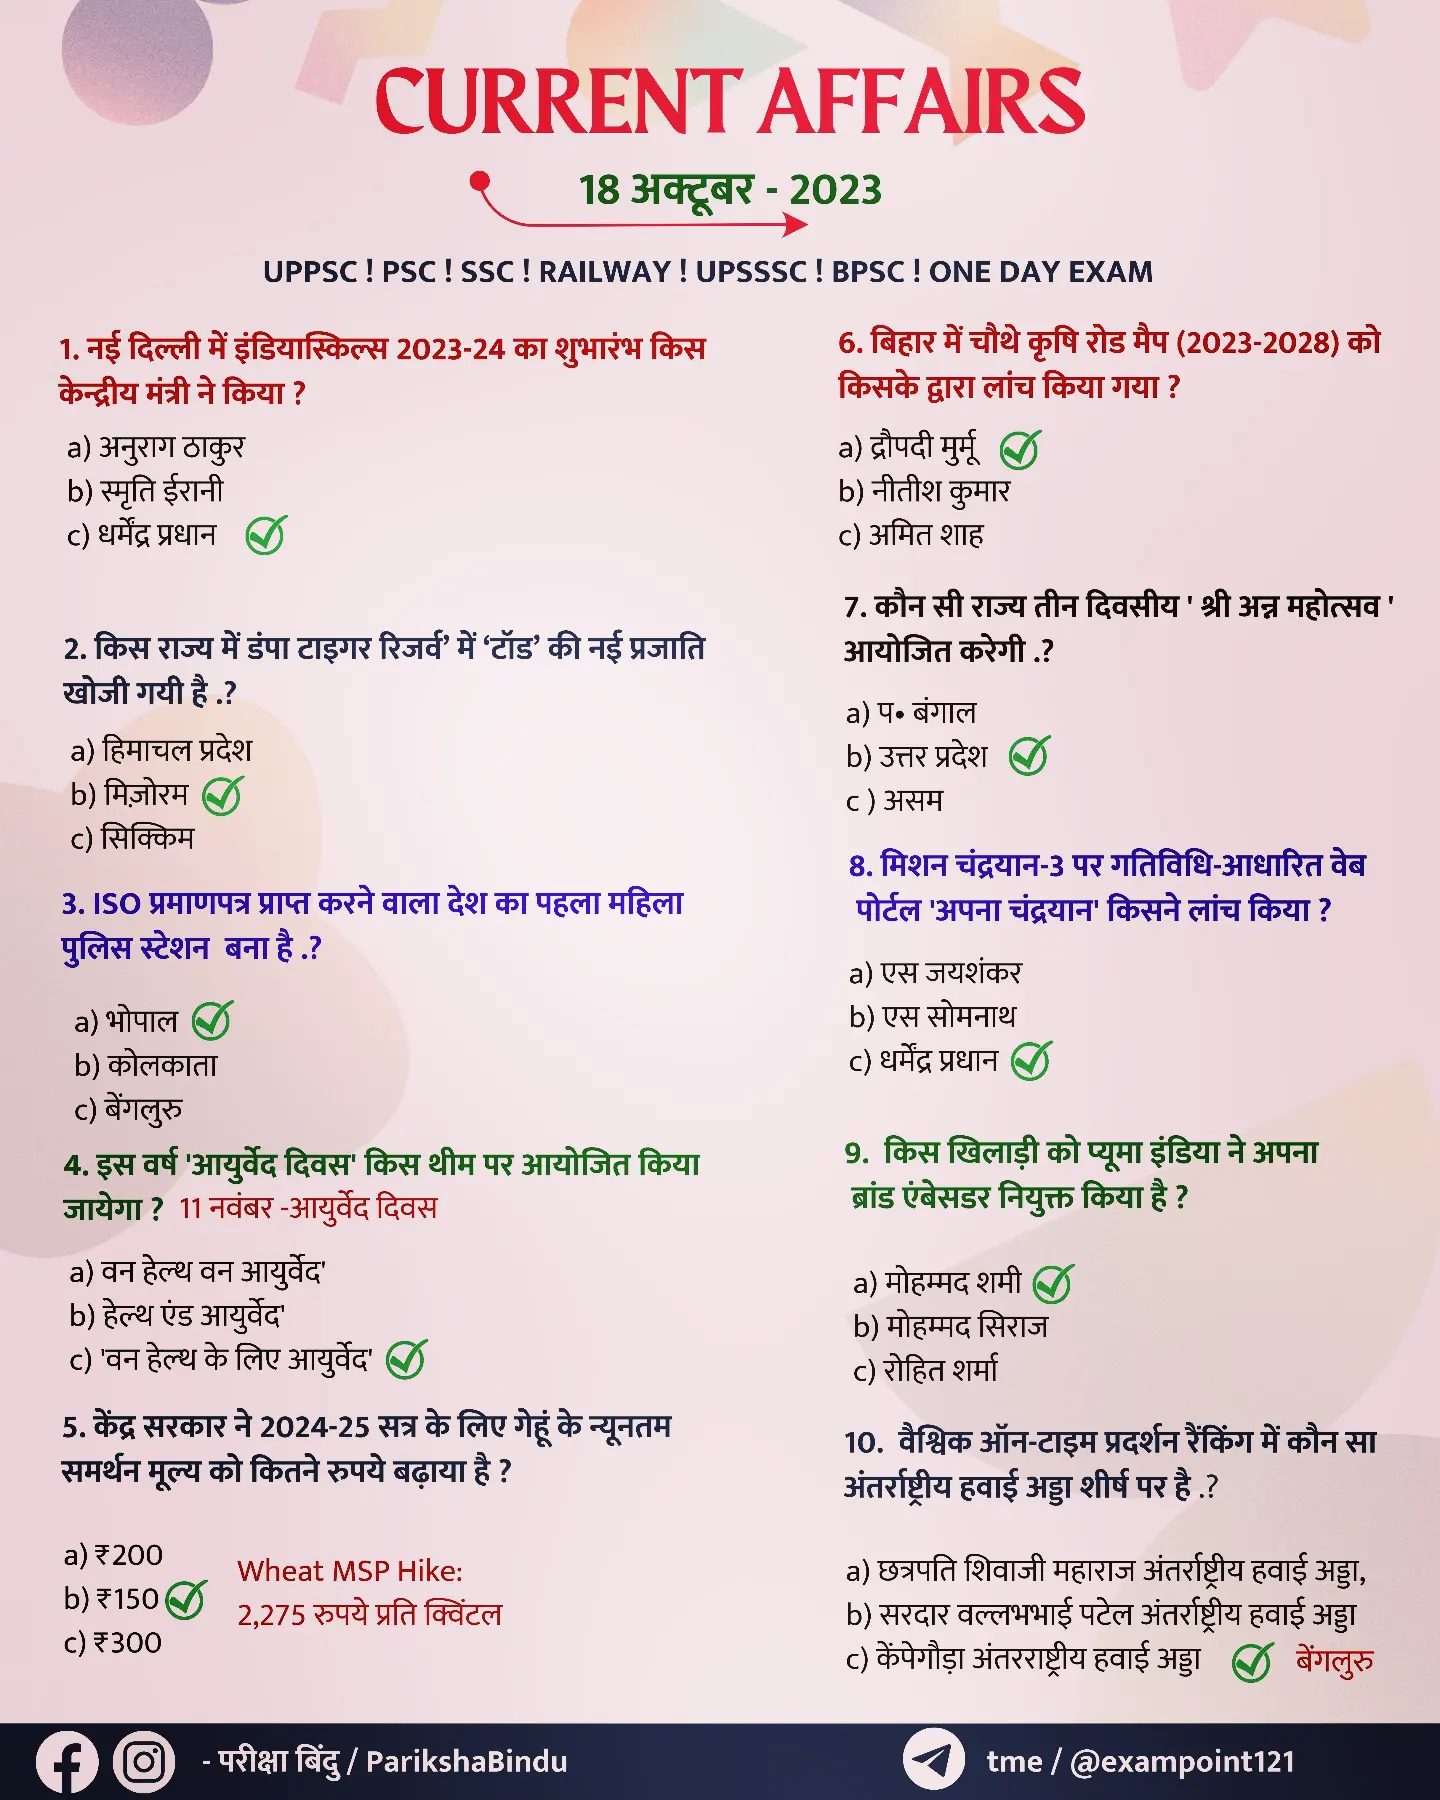 CURRENT AFFAIRS
18 अक्टूबर - 2023
UPPSC ! PSC ! SSC ! RAILWAY ! UPSSSC ! BPSC ! ONE DAY EXAM
1. नई दिल्ली में इंडियास्किल्स 2023-24 का शुभारंभ किस
केन्द्रीय मंत्री ने किया ?
a) अनुराग ठाकुर
b) स्मृति ईरानी
c) धर्मेंद्र प्रधान
2. किस राज्य में डंपा टाइगर रिजर्व’ में ‘टॉड’ की नई प्रजाति
खोजी गयी है .?
a) हिमाचल प्रदेश
b) मिज़ोरम
c) सिक्किम
3. ISO प्रमाणपत्र प्राप्त करने वाला देश का पहला महिला
पुलिस स्टेशन बना है .?
a) भोपाल
b) कोलकाता
c) बेंगलुरु
4. इस वर्ष 'आयुर्वेद दिवस' किस थीम पर आयोजित किया
जायेगा ? 11 नवंबर -आयुर्वेद दिवस
a) वन हेल्थ वन आयुर्वेद'
b) हेल्थ एंड आयुर्वेद'
c) 'वन हेल्थ के लिए आयुर्वेद'
5. केंद्र सरकार ने 2024-25 सत्र के लिए गेहूं के न्यूनतम
समर्थन मूल्य को कितने रुपये बढ़ाया है ?
a) ₹200
b) ₹150
c) ₹300
Wheat MSP Hike:
2,275 रुपये प्रति क्विंटल
6. बिहार में चौथे कृषि रोड मैप (2023-2028) को
किसके द्वारा लांच किया गया ?
a) द्रौपदी मुर्मू
b) नीतीश कुमार
c) अमित शाह
7. कौन सी राज्य तीन दिवसीय ' श्री अन्न महोत्सव '
आयोजित करेगी .?
a) प• बंगाल
b) उत्तर प्रदेश
c ) असम
8. मिशन चंद्रयान-3 पर गतिविधि-आधारित वेब
पोर्टल 'अपना चंद्रयान' किसने लांच किया ?
a) एस जयशंकर
b) एस सोमनाथ
c) धर्मेंद्र प्रधान
9. किस खिलाड़ी को प्यूमा इंडिया ने अपना
ब्रांड एंबेसडर नियुक्त किया है ?
a) मोहम्मद शमी
b) मोहम्मद सिराज
c) रोहित शर्मा
10. वैश्विक ऑन-टाइम प्रदर्शन रैंकिंग में कौन सा
अंतर्राष्ट्रीय हवाई अड्डा शीर्ष पर है .?
a) छत्रपति शिवाजी महाराज अंतर्राष्ट्रीय हवाई अड्डा,
b) सरदार वल्लभभाई पटेल अंतर्राष्ट्रीय हवाई अड्डा
c) केंपेगौड़ा अंतरराष्ट्रीय हवाई अड्डा बेंगलुरु
- परीक्षा बिंदु / ParikshaBindu
tme / @exampoint121